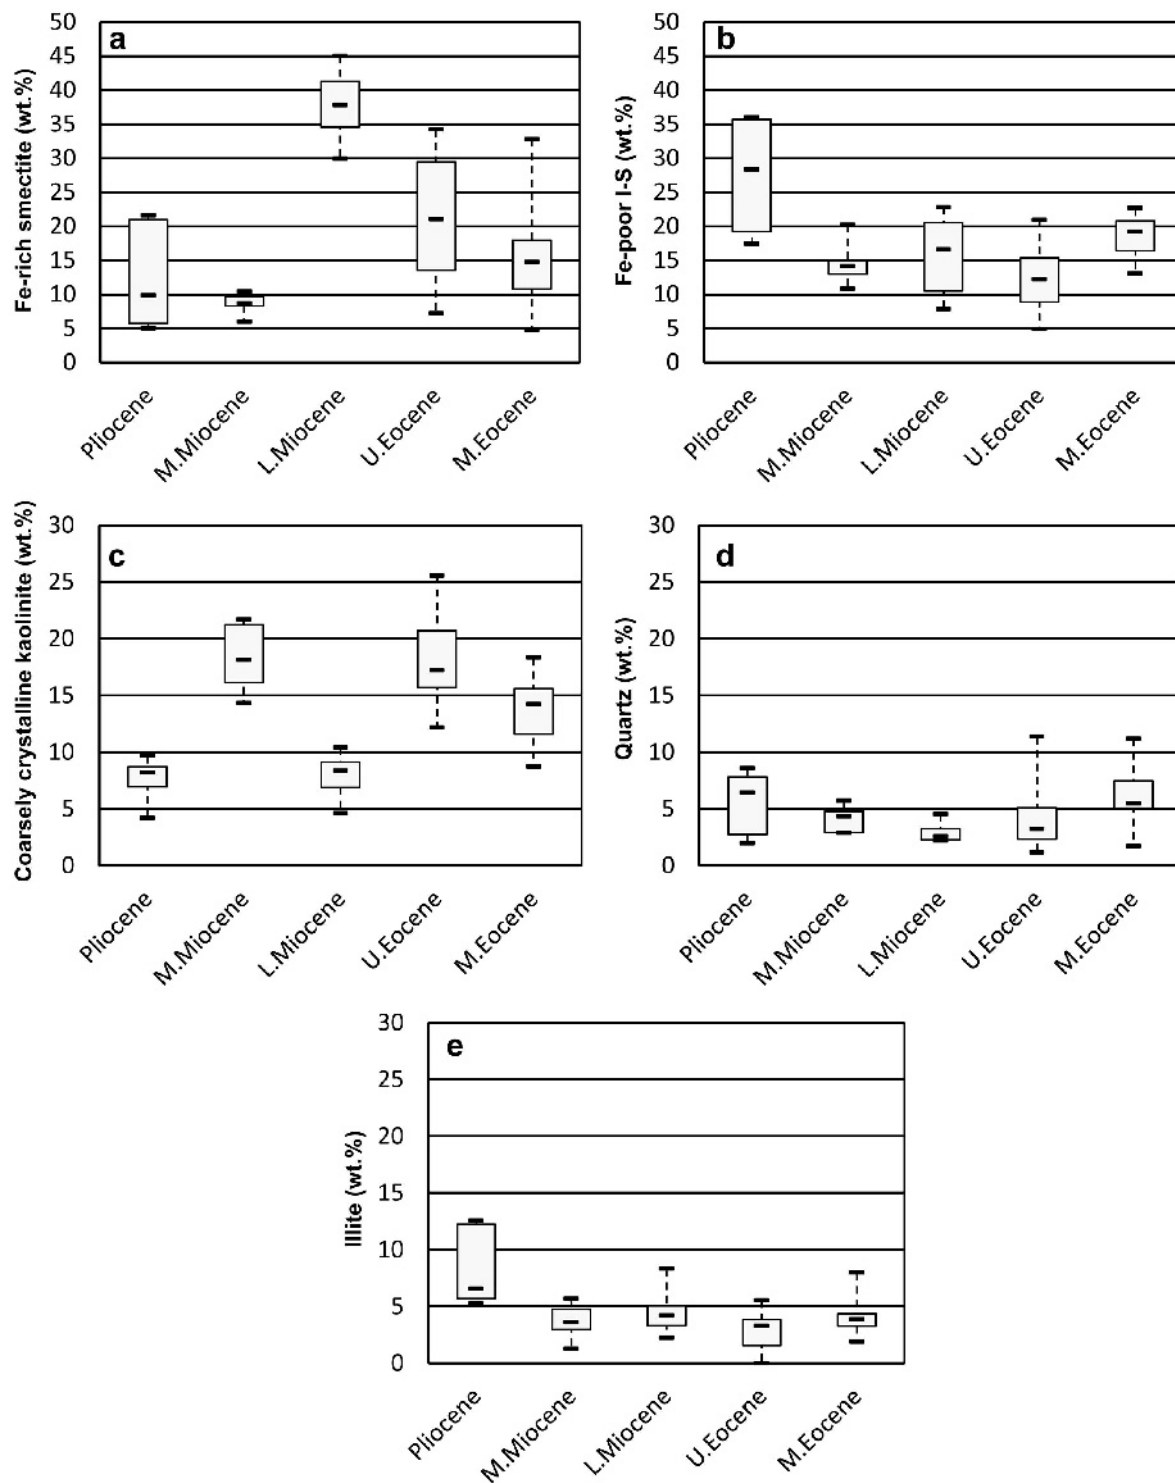 a
Fe-rich smectite (wt.%)
50
45
40
35
30
25
20
15
10
5
0
Pliocene
M.Miocene
L.Miocene
U.Eocene
M.Eocene
b
Fe-poor I-S (wt.%)
50
45
40
35
30
25
20
15
10
5
0
Pliocene
M.Miocene
L.Miocene
U.Eocene
M.Eocene
c
Coarsely crystalline kaolinite (wt.%)
30
25
20
15
10
5
0
Pliocene
M.Miocene
L.Miocene
U.Eocene
M.Eocene
d
Quartz (wt.%)
30
25
20
15
10
5
0
Pliocene
M.Miocene
L.Miocene
U.Eocene
M.Eocene
e
Illite (wt.%)
30
25
20
15
10
5
0
Pliocene
M.Miocene
L.Miocene
U.Eocene
M.Eocene